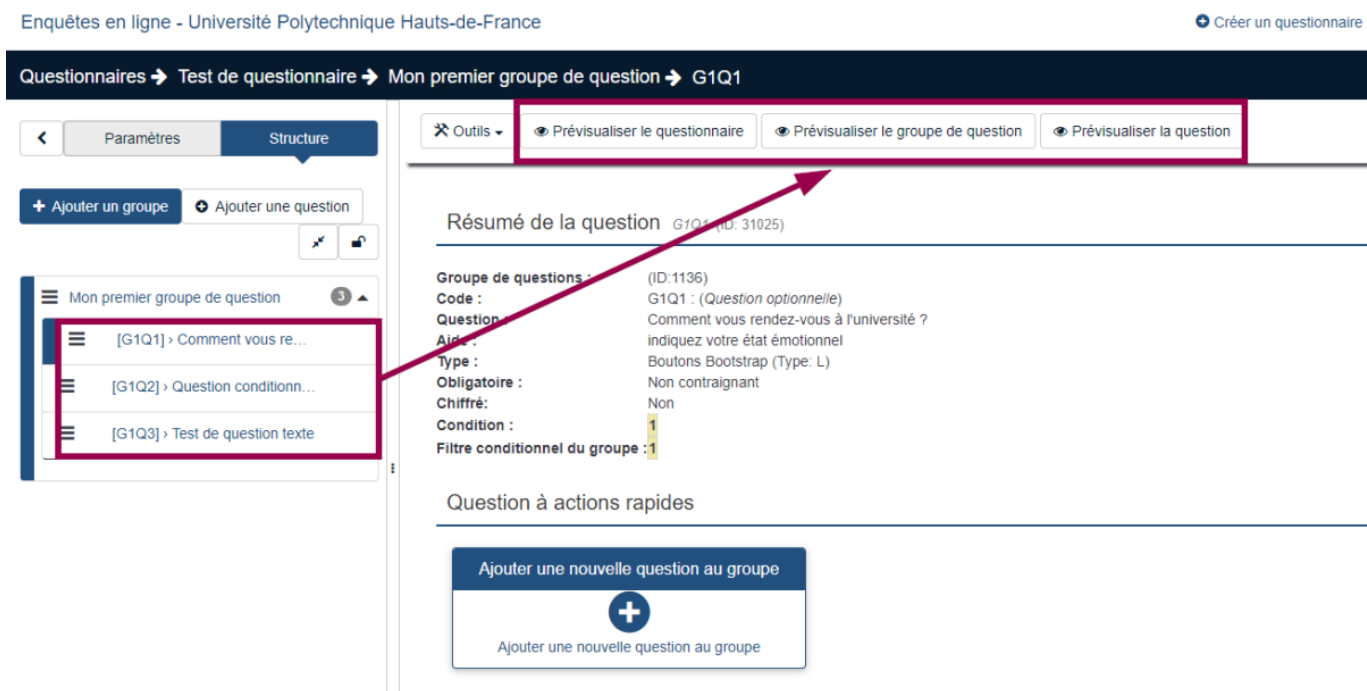 Enquêtes en ligne - Université Polytechnique Hauts-de-France
Créer un questionnaire
Questionnaires Test de questionnaire Mon premier groupe de question G1Q1
Paramètres Structure
Outils Prévisualiser le questionnaire Prévisualiser le groupe de question Prévisualiser la question
Ajouter un groupe Ajouter une question
Mon premier groupe de question 3
[G1Q1] › Comment vous re...
[G1Q2] › Question conditionn...
[G1Q3] › Test de question texte
Résumé de la question G1Q1 (ID: 31025)
Groupe de questions : (ID:1136)
Code : G1Q1 : (Question optionnelle)
Question : Comment vous rendez-vous à l'université ?
Aide : indiquez votre état émotionnel
Type : Boutons Bootstrap (Type: L)
Obligatoire : Non contraignant
Chiffré: Non
Condition : 1
Filtre conditionnel du groupe : 1
Question à actions rapides
Ajouter une nouvelle question au groupe
Ajouter une nouvelle question au groupe